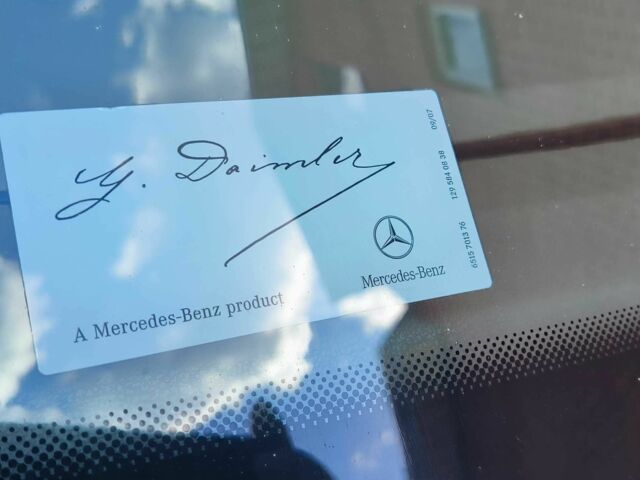 G. Daimler
Mercedes-Benz
A Mercedes-Benz product
6515 7013 76
129 584 08 38
09/07